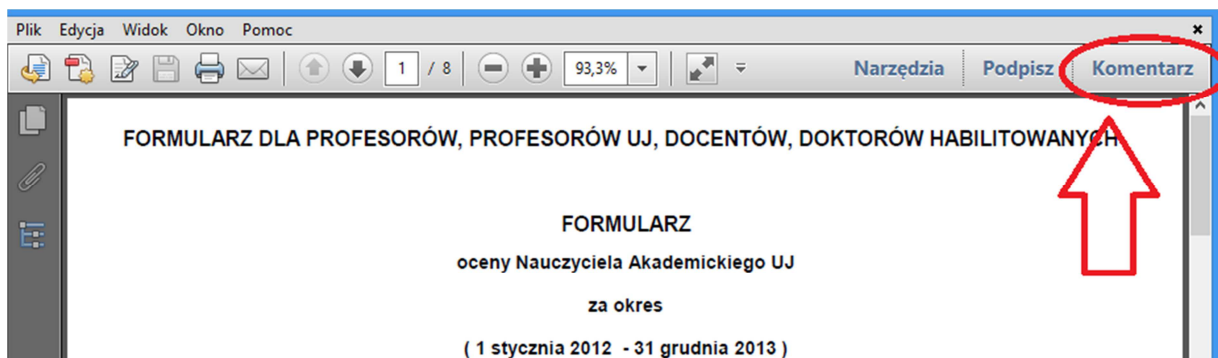 Plik Edycja Widok Okno Pomoc
1 / 8 93,3% Narzędzia Podpisz Komentarz
FORMULARZ DLA PROFESORÓW, PROFESORÓW UJ, DOCENTÓW, DOKTORÓW HABILITOWANYCH
FORMULARZ
oceny Nauczyciela Akademickiego UJ
za okres
( 1 stycznia 2012 - 31 grudnia 2013 )